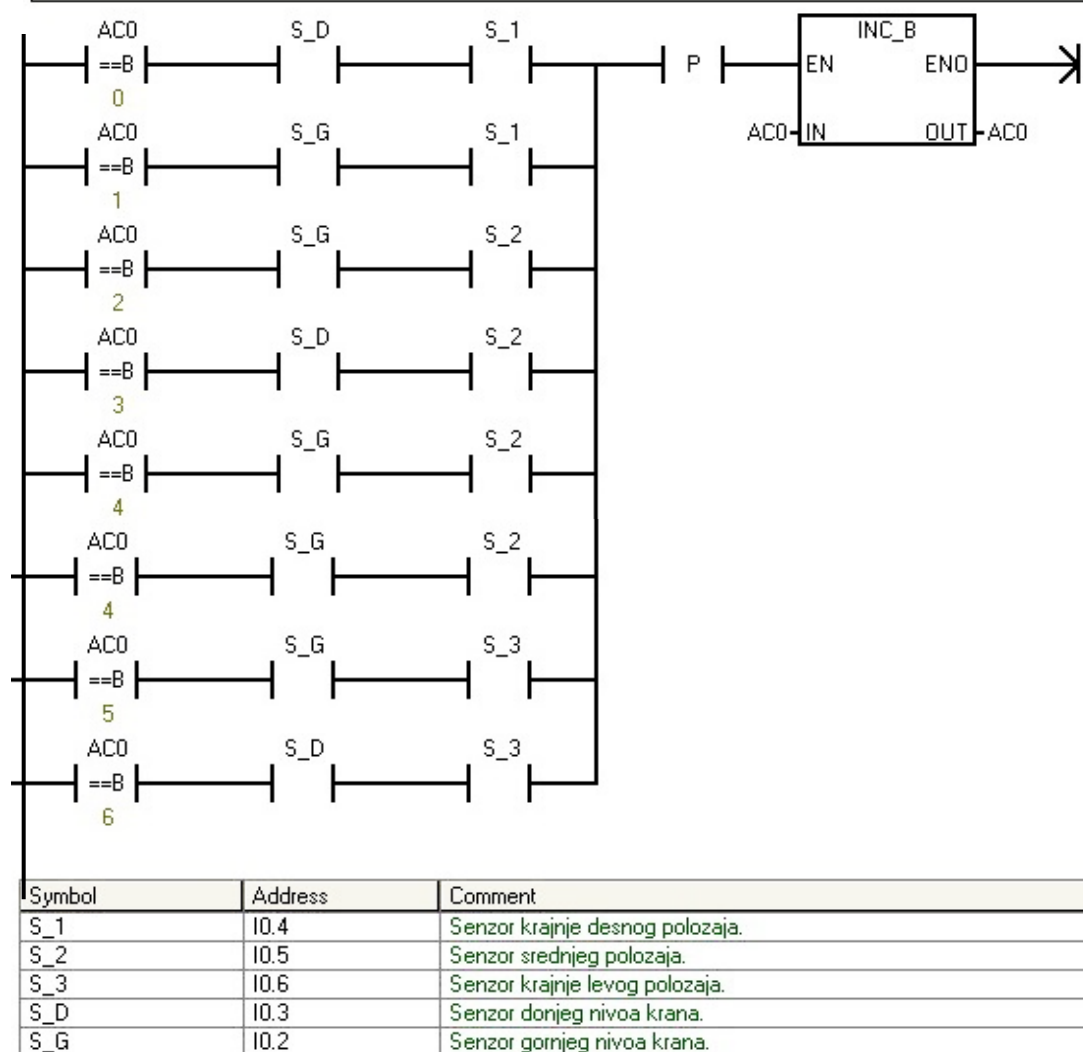 AC0 S_D S_1 INC_B
==B P EN ENO
0
AC0 S_G S_1 AC0 IN OUT AC0
==B
1
AC0 S_G S_2
==B
2
AC0 S_D S_2
==B
3
AC0 S_G S_2
==B
4
AC0 S_G S_2
==B
4
AC0 S_G S_3
==B
5
AC0 S_D S_3
==B
6
Symbol Address Comment
S_1 I0.4 Senzor krajnje desnog polozaja.
S_2 I0.5 Senzor srednjeg polozaja.
S_3 I0.6 Senzor krajnje levog polozaja.
S_D I0.3 Senzor donjeg nivoa krana.
S_G I0.2 Senzor gornjeg nivoa krana.